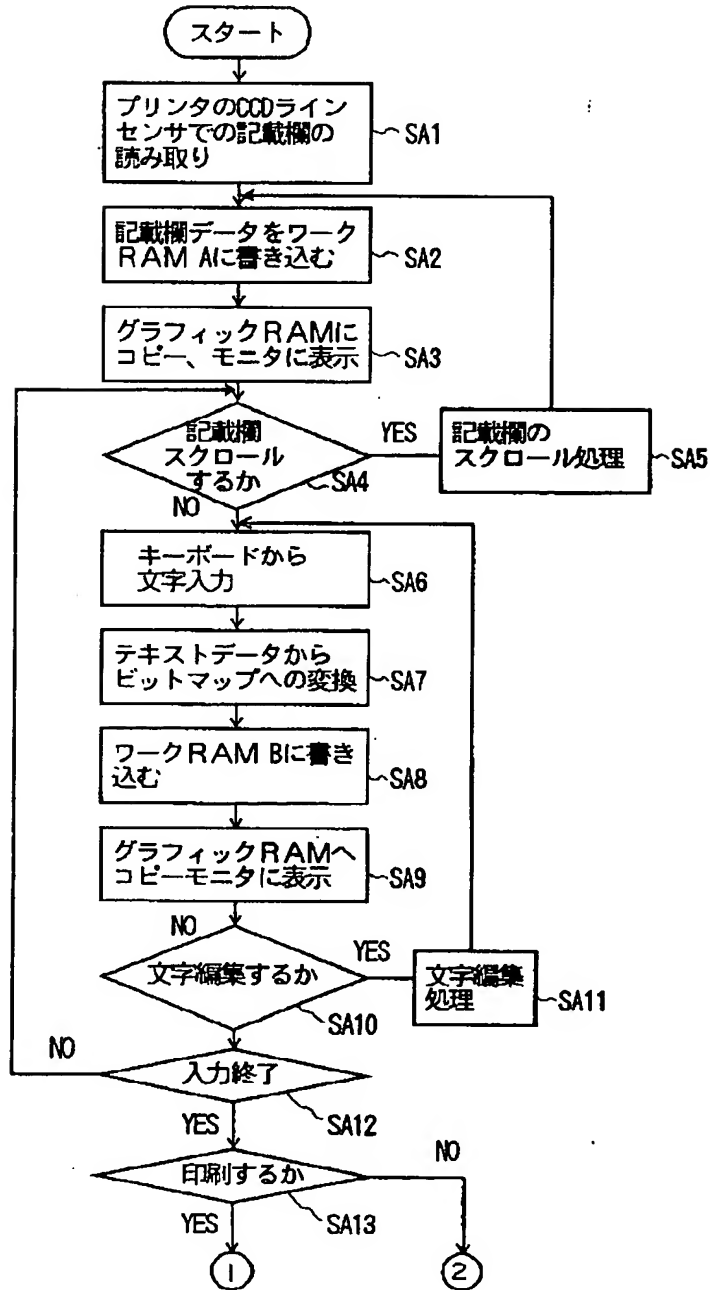 スタート
プリンタのCCDライン
センサでの記載欄の
読み取り
SA1
記載欄データをワーク
RAM Aに書き込む
SA2
グラフィックRAMに
コピー、モニタに表示
SA3
記載欄
スクロール
するか
SA4
YES
NO
記載欄の
スクロール処理
SA5
キーボードから
文字入力
SA6
テキストデータから
ビットマップへの変換
SA7
ワークRAM Bに書き
込む
SA8
グラフィックRAMへ
コピーモニタに表示
SA9
NO
文字編集するか
YES
SA10
文字編集
処理
SA11
NO
入力終了
SA12
YES
印刷するか
NO
SA13
YES
1
2